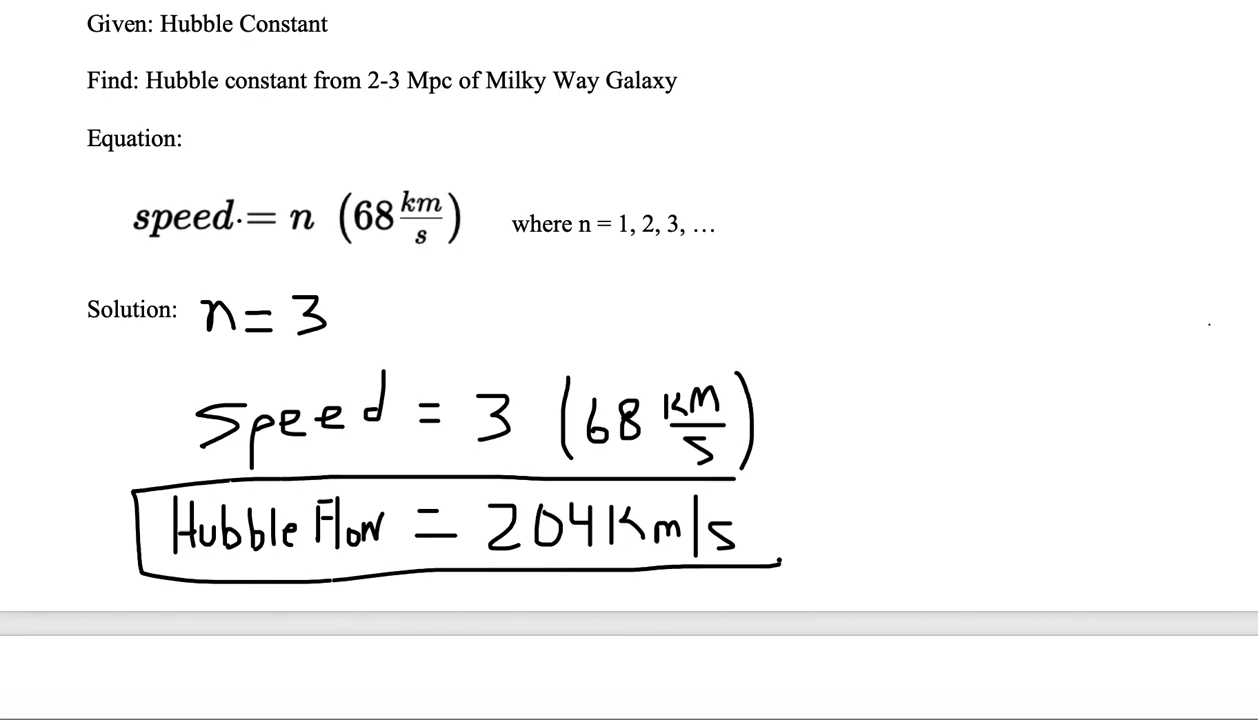 Given: Hubble Constant
Find: Hubble constant from 2-3 Mpc of Milky Way Galaxy
Equation:
speed.= n (68 km/s) where n = 1, 2, 3, …
Solution: n = 3
Speed = 3 (68 KM/S)
Hubble Flow = 204 Km/s